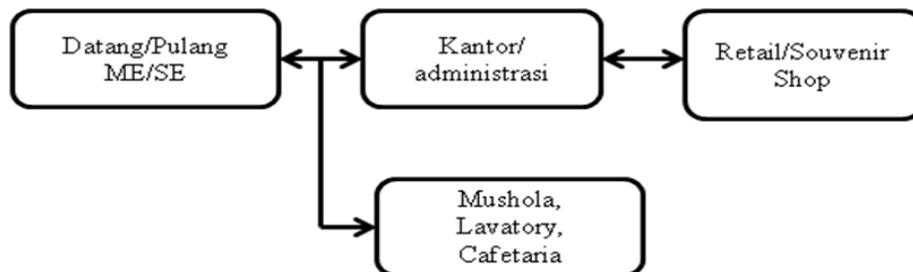 Datang/Pulang
ME/SE
Kantor/
administrasi
Retail/Souvenir
Shop
Mushola,
Lavatory,
Cafetaria